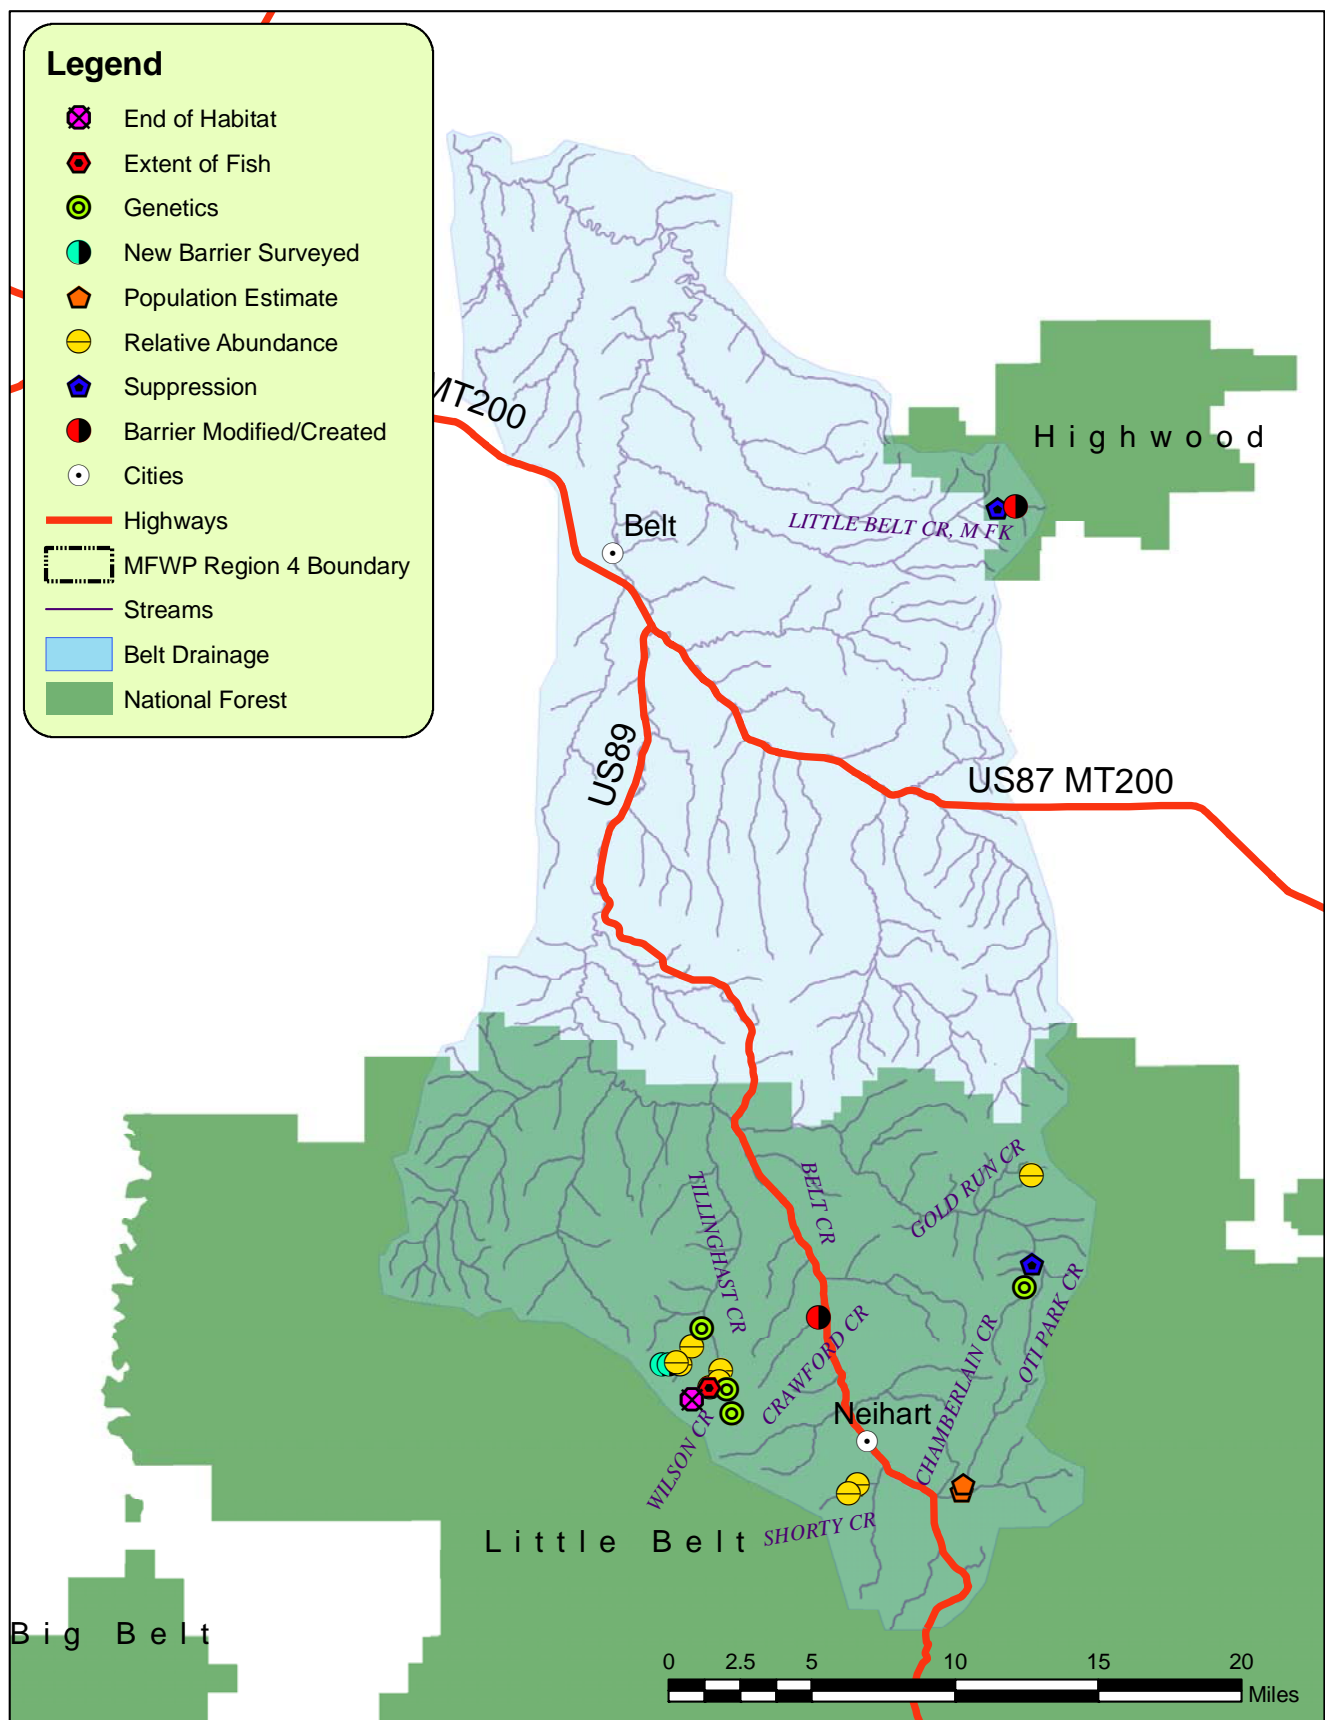 Legend
End of Habitat
Extent of Fish
Genetics
New Barrier Surveyed
Population Estimate
Relative Abundance
Suppression
Barrier Modified/Created
Cities
Highways
MFWP Region 4 Boundary
Streams
Belt Drainage
National Forest
MT200
Highwood
LITTLE BELT CR, M FK
Belt
US89
US87 MT200
GOLD RUN CR
BELT CR
TILLINGHAST CR
OTI PARK CR
CRAWFORD CR
CHAMBERLAIN CR
Neihart
WILSON CR
SHORTY CR
Little Belt
Big Belt
0 2.5 5 10 15 20
Miles